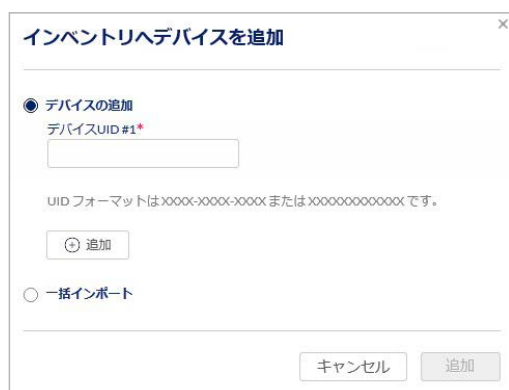 インベントリへデバイスを追加
×
デバイスの追加
デバイスUID #1*
UID フォーマットは XXXX-XXXX-XXXX または XXXXXXXXXXXX です。
追加
一括インポート
キャンセル
追加